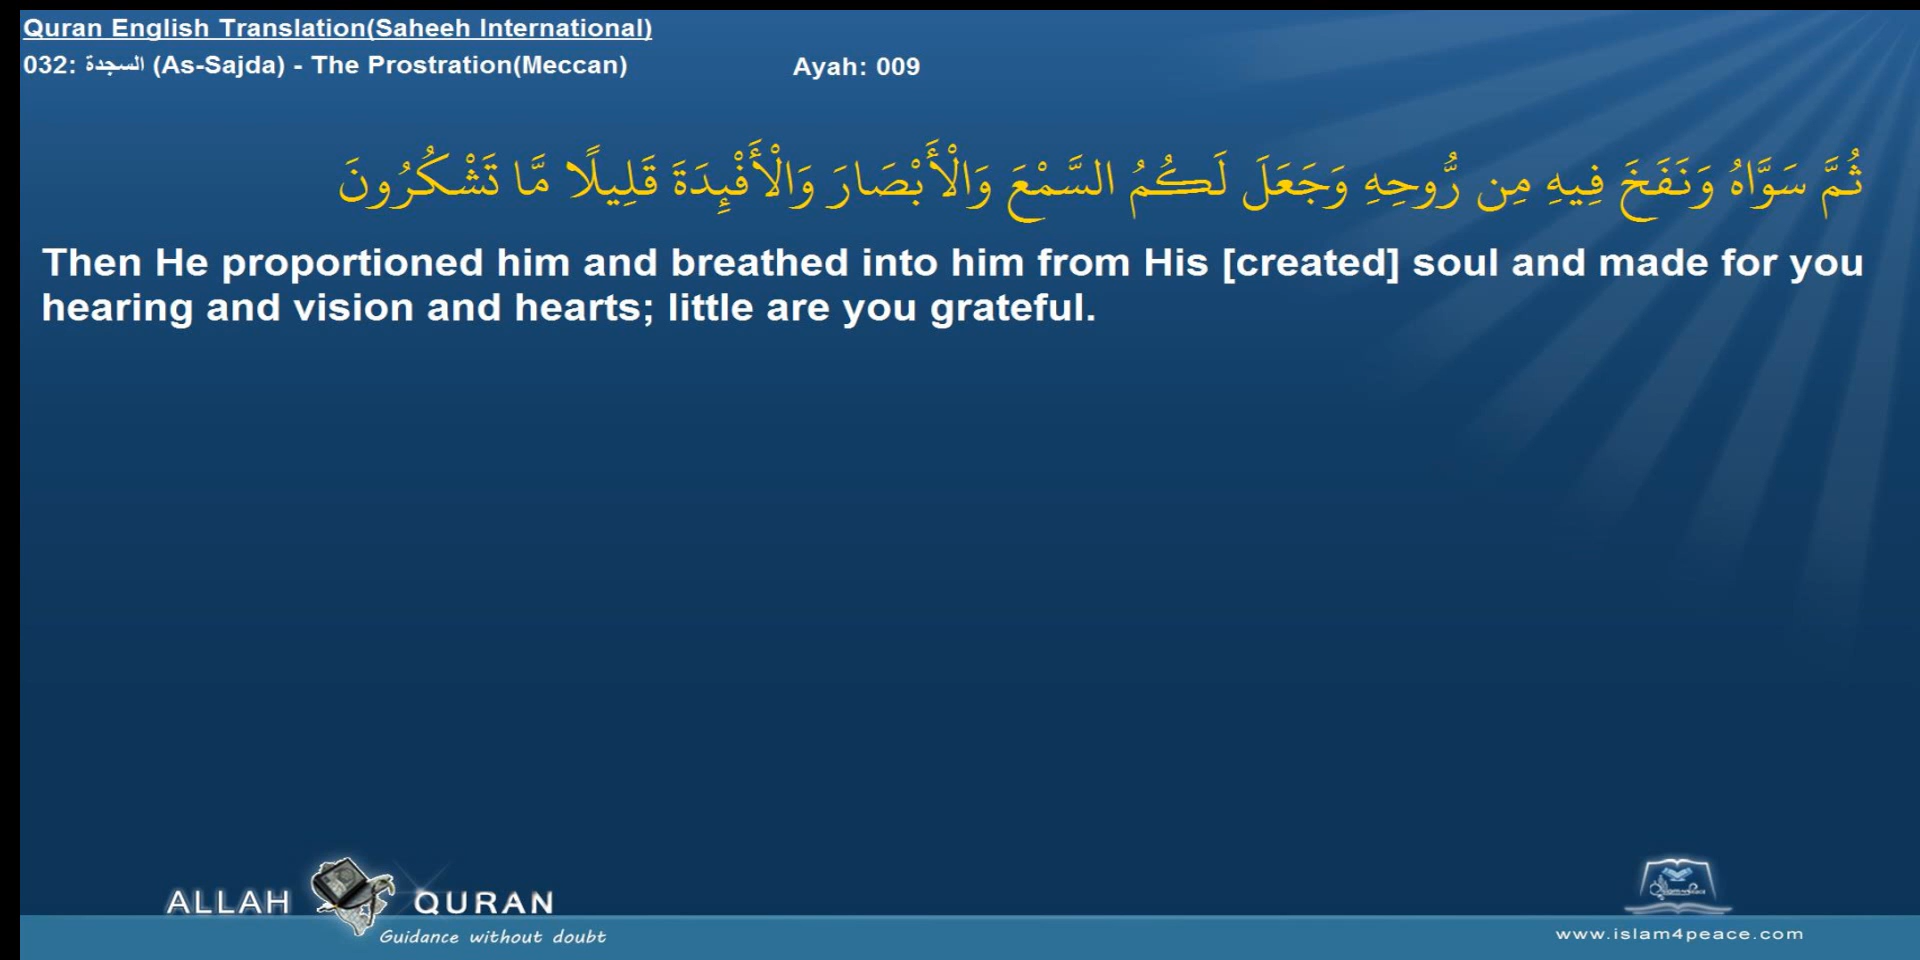 Quran English Translation(Saheeh International)
032: السجدة (As-Sajda) - The Prostration(Meccan) Ayah: 009
ثُمَّ سَوَّاهُ وَنَفَخَ فِيهِ مِن رُّوحِهِ وَجَعَلَ لَكُمُ السَّمْعَ وَالْأَبْصَارَ وَالْأَفْئِدَةَ قَلِيلًا مَّا تَشْكُرُونَ
Then He proportioned him and breathed into him from His [created] soul and made for you
hearing and vision and hearts; little are you grateful.
ALLAH QURAN
Guidance without doubt
www.islam4peace.com